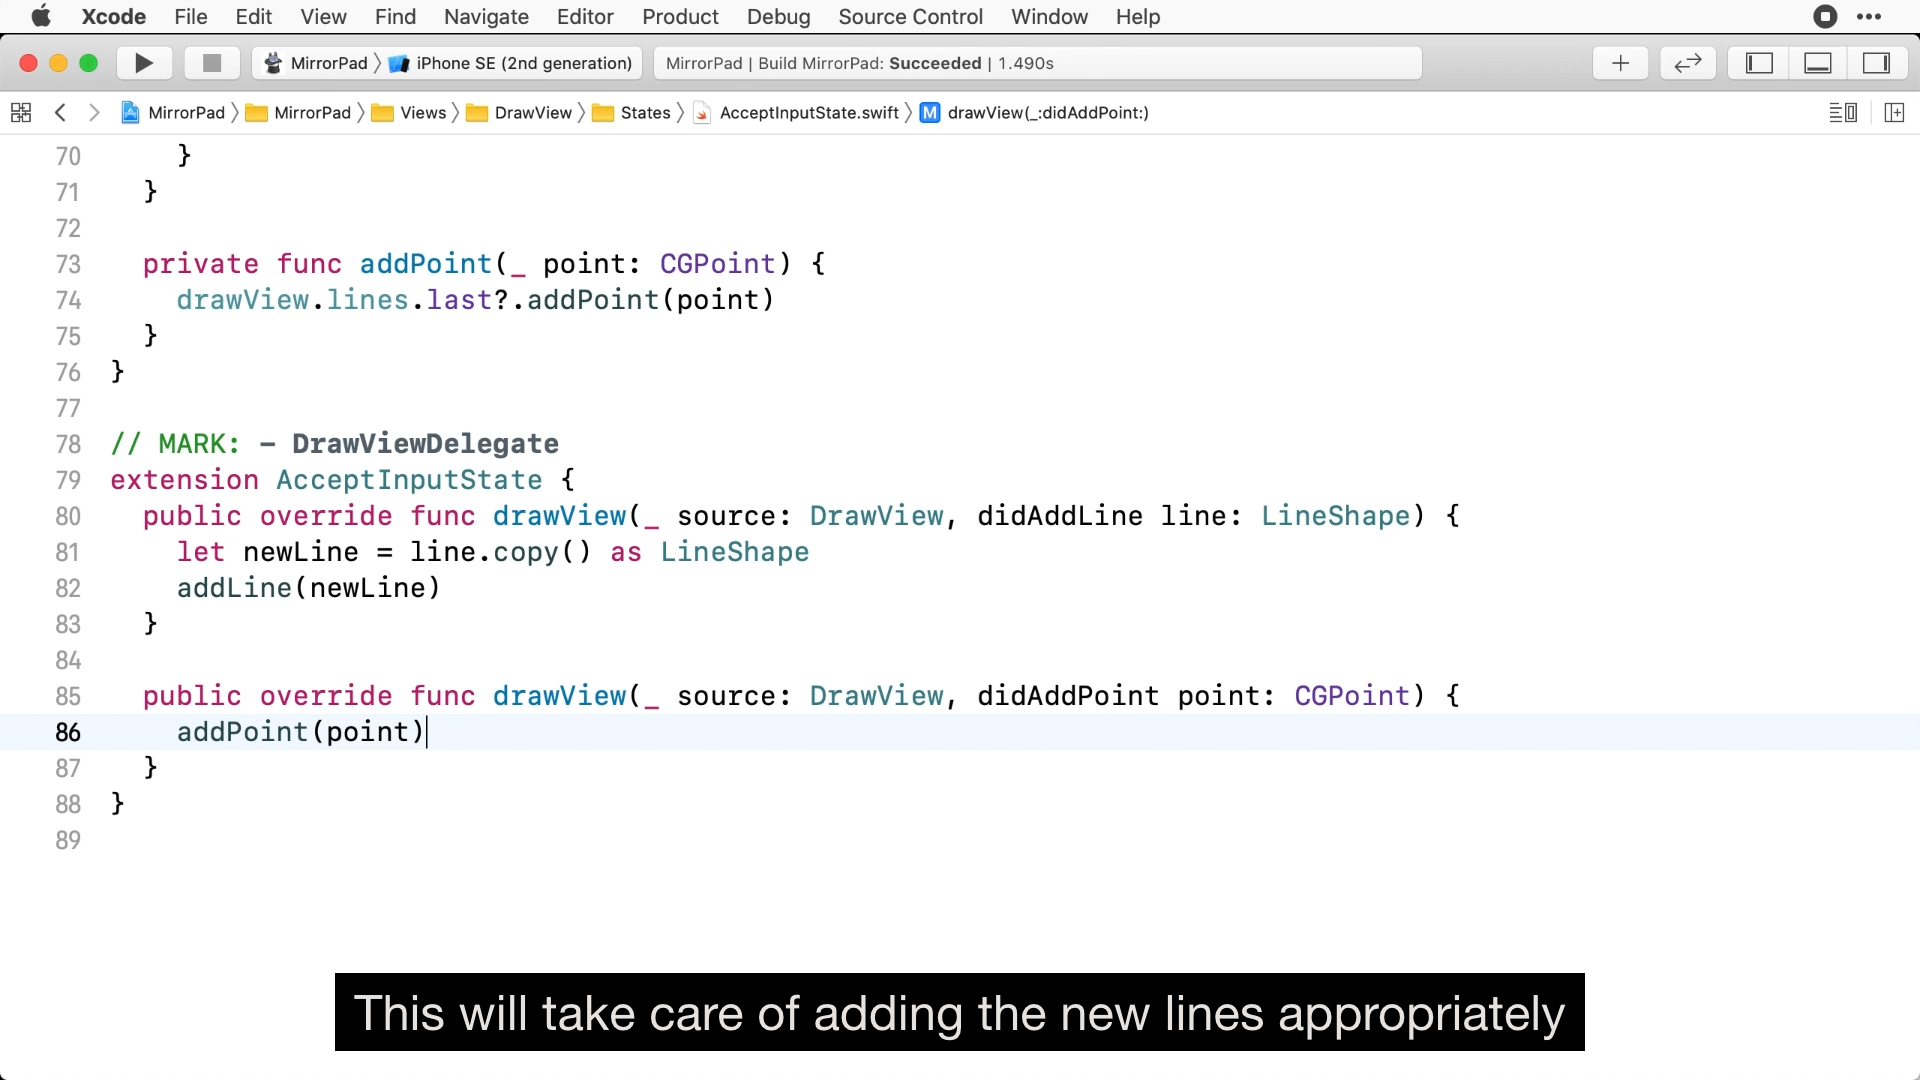 Xcode File Edit View Find Navigate Editor Product Debug Source Control Window Help
MirrorPad 〉 iPhone SE (2nd generation) MirrorPad | Build MirrorPad: Succeeded | 1.490s
MirrorPad 〉 MirrorPad 〉 Views 〉 DrawView 〉 States 〉 AcceptInputState.swift 〉 M drawView(_:didAddPoint:)
70     }
71   }
72
73   private func addPoint(_ point: CGPoint) {
74     drawView.lines.last?.addPoint(point)
75   }
76 }
77
78 // MARK: - DrawViewDelegate
79 extension AcceptInputState {
80   public override func drawView(_ source: DrawView, didAddLine line: LineShape) {
81     let newLine = line.copy() as LineShape
82     addLine(newLine)
83   }
84
85   public override func drawView(_ source: DrawView, didAddPoint point: CGPoint) {
86     addPoint(point)
87   }
88 }
89
This will take care of adding the new lines appropriately